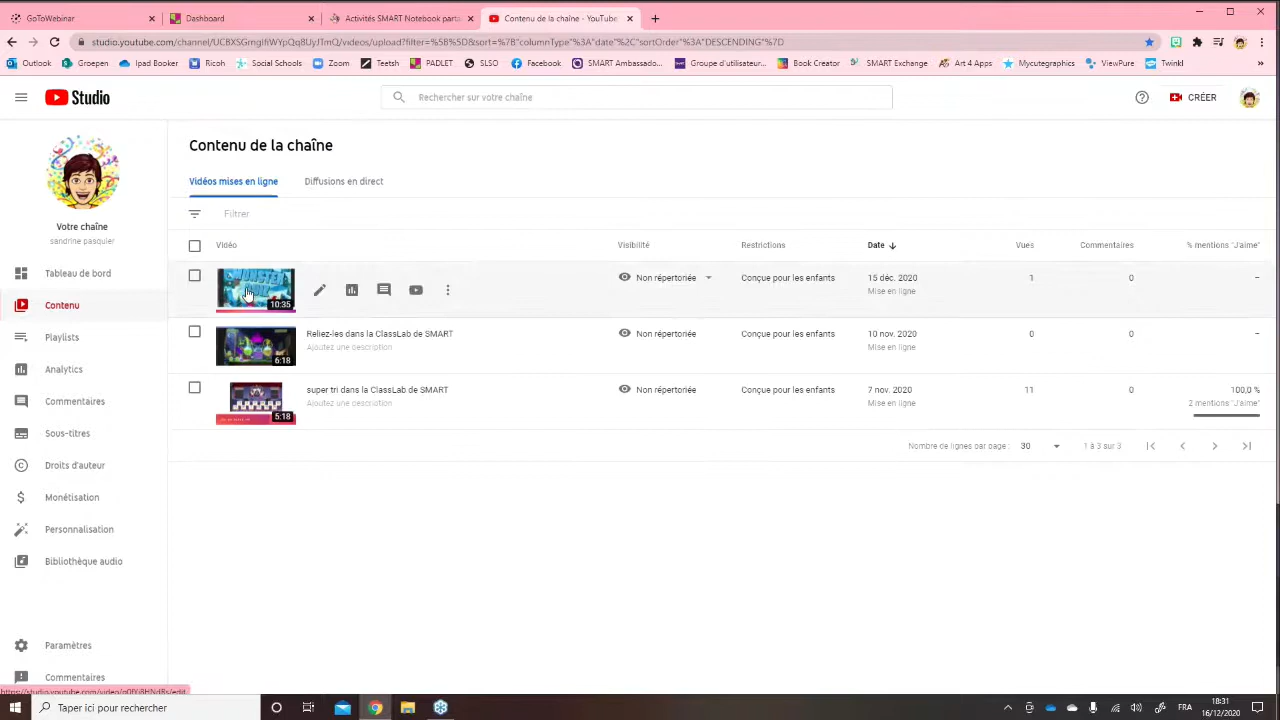 GoToWebinar
Dashboard
Activités SMART Notebook parta
Contenu de la chaîne - YouTube
studio.youtube.com/channel/
/videos/upload?filter=%5B%5D&sort=%7B"columnType"%3A"date"%2C"sortOrder"%3A"DESCENDING"%7D
Outlook Groepen Ipad Booker Ricoh Social Schools Zoom Teetsh PADLET SLSO Facebook SMART Ambassado... Groupe d'utilisateur... Book Creator SMART Exchange Art 4 Apps Mycutegraphics ViewPure Twinkl
Studio
Rechercher sur votre chaîne
CRÉER
Contenu de la chaîne
Vidéos mises en ligne Diffusions en direct
Filtrer
Votre chaîne
sandrine pasquier
Tableau de bord
Contenu
Playlists
Analytics
Commentaires
Sous-titres
Droits d'auteur
Monétisation
Personnalisation
Bibliothèque audio
Paramètres
Commentaires
Vidéo Visibilité Restrictions Date Vues Commentaires % mentions "J'aime"
10:35 Non répertoriée Conçue pour les enfants 15 déc. 2020 1 0 –
Mise en ligne
Reliez-les dans la ClassLab de SMART Non répertoriée Conçue pour les enfants 10 nov. 2020 0 0 –
Ajoutez une description Mise en ligne
6:18
super tri dans la ClassLab de SMART Non répertoriée Conçue pour les enfants 7 nov. 2020 11 0 100,0 %
Ajoutez une description Mise en ligne 2 mentions "J'aime"
5:18
Nombre de lignes par page : 30 1 à 3 sur 3
Taper ici pour rechercher
FRA
18:31
16/12/2020